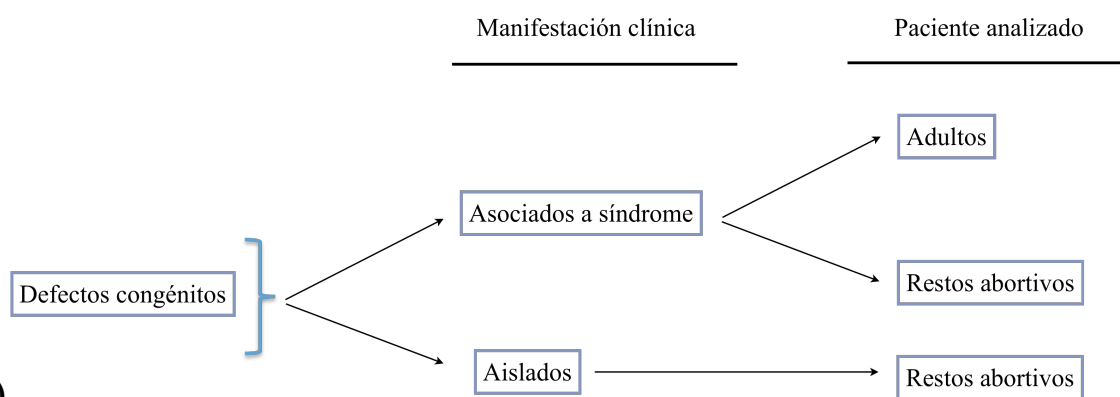 Manifestación clínica
Paciente analizado
Adultos
Asociados a síndrome
Defectos congénitos
Restos abortivos
Aislados
Restos abortivos